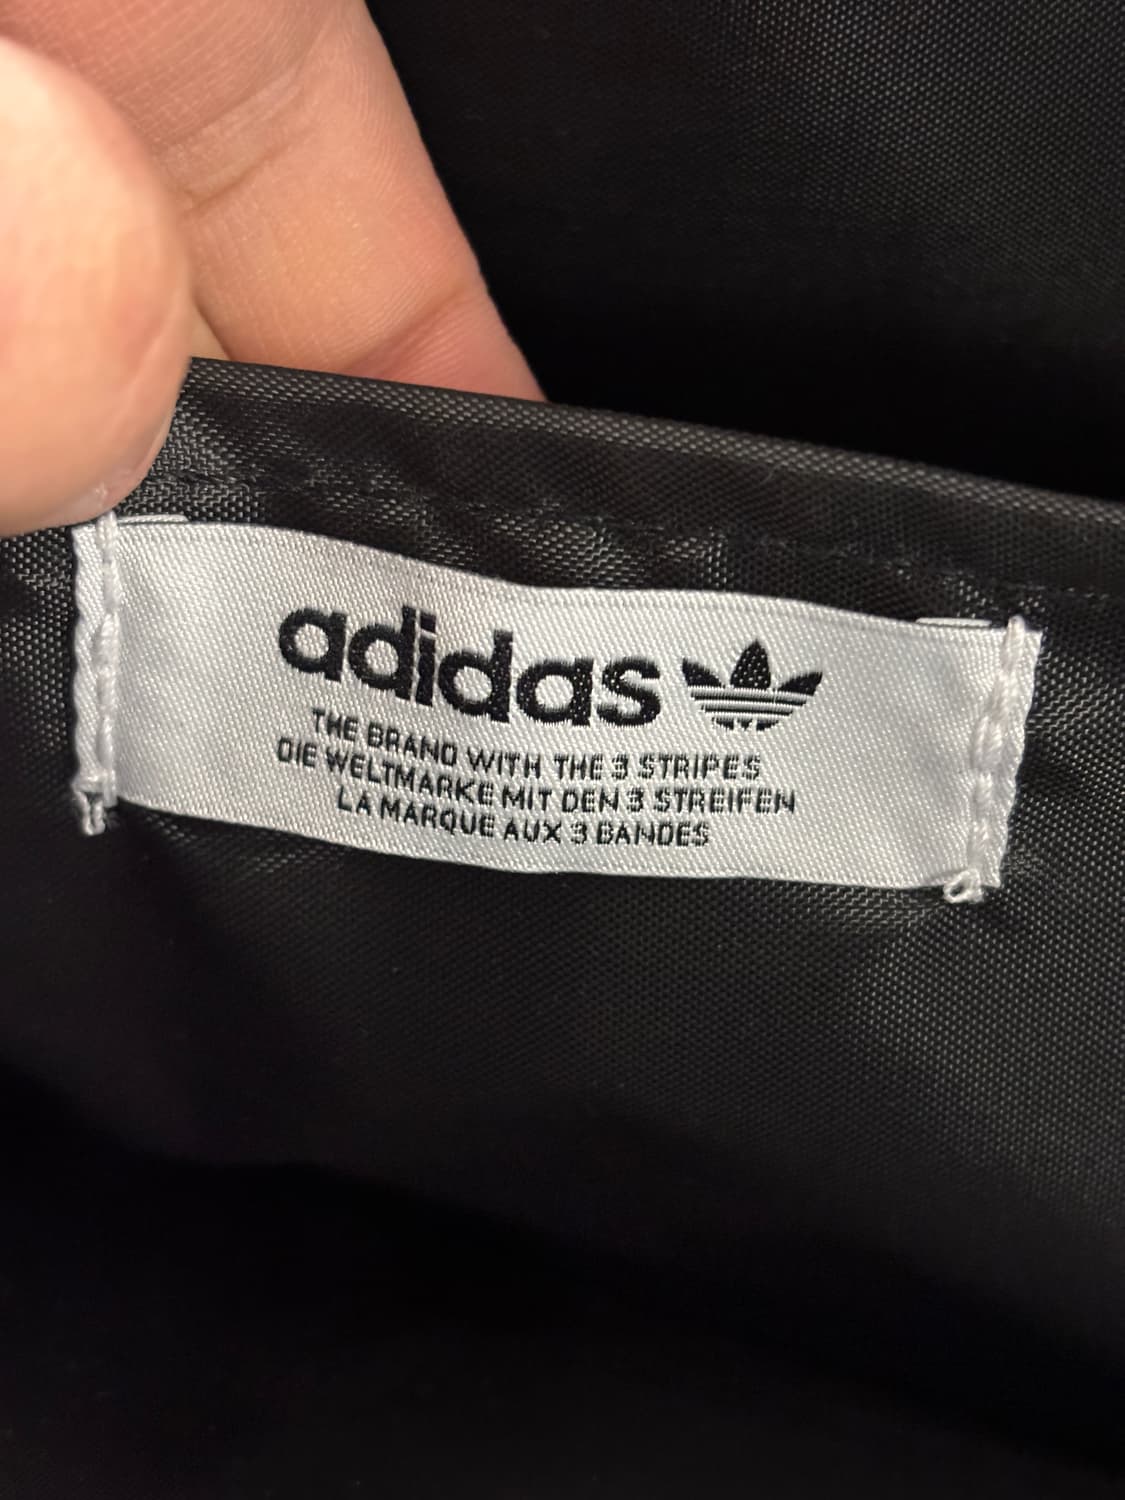 adidas
THE BRAND WITH THE 3 STRIPES
DIE WELTMARKE MIT DEN 3 STREIFEN
LA MARQUE AUX 3 BANDES